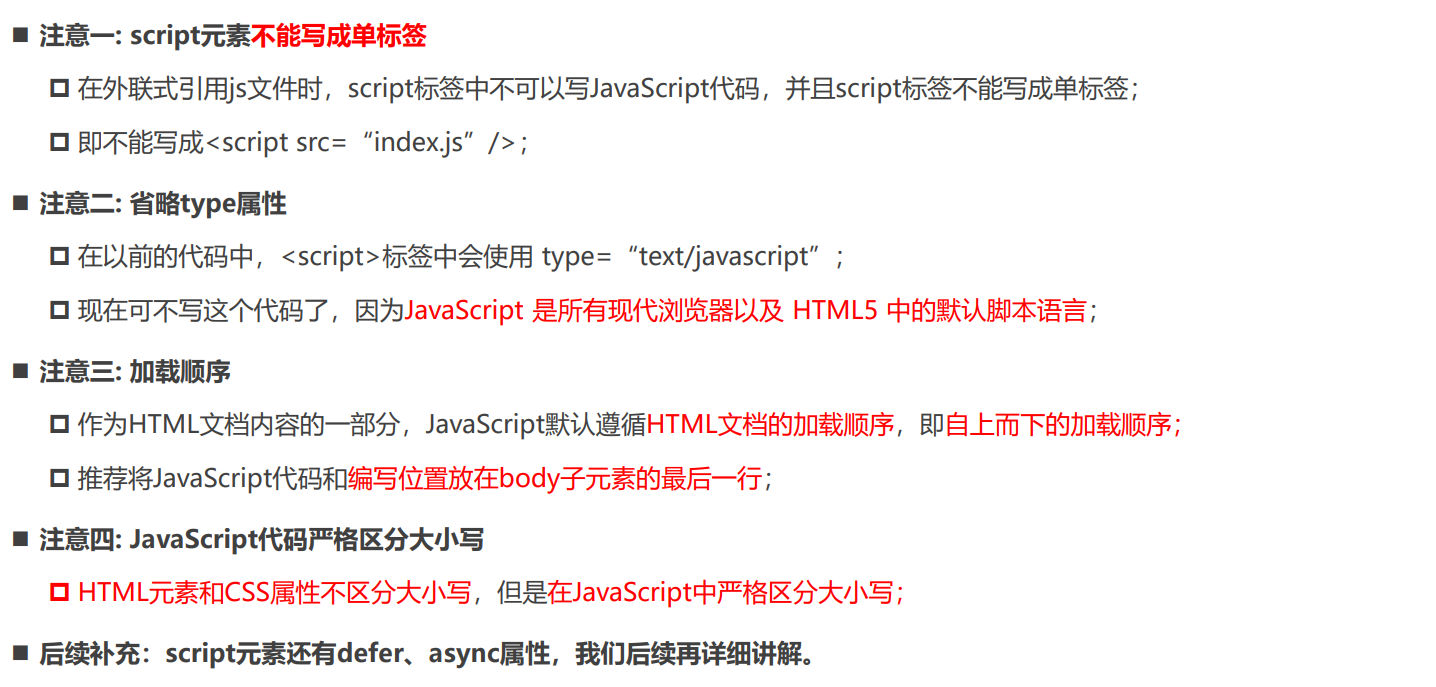 ■ 注意一: script元素不能写成单标签
在外联式引用js文件时，script标签中不可以写JavaScript代码，并且script标签不能写成单标签；
即不能写成<script src=“index.js”/>；
■ 注意二: 省略type属性
在以前的代码中，<script>标签中会使用 type=“text/javascript”；
现在可不写这个代码了，因为JavaScript 是所有现代浏览器以及 HTML5 中的默认脚本语言；
■ 注意三: 加载顺序
作为HTML文档内容的一部分，JavaScript默认遵循HTML文档的加载顺序，即自上而下的加载顺序；
推荐将JavaScript代码和编写位置放在body子元素的最后一行；
■ 注意四: JavaScript代码严格区分大小写
HTML元素和CSS属性不区分大小写，但是在JavaScript中严格区分大小写；
■ 后续补充：script元素还有defer、async属性，我们后续再详细讲解。